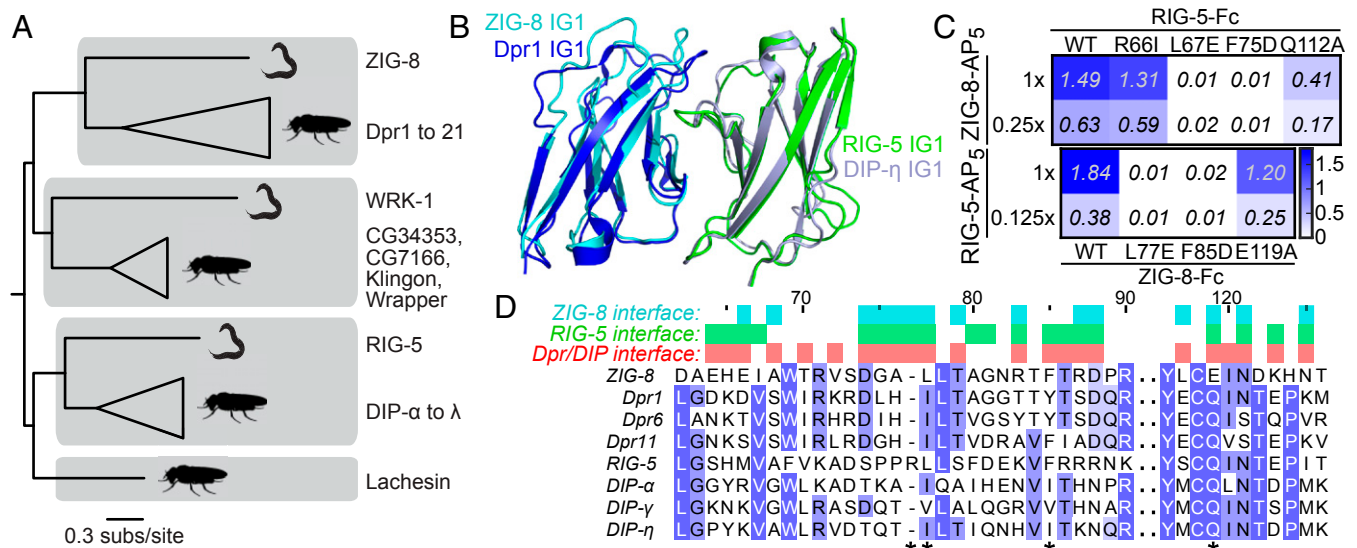 A
ZIG-8
Dpr1 to 21
WRK-1
CG34353,
CG7166,
Klingon,
Wrapper
RIG-5
DIP-α to λ
Lachesin
0.3 subs/site
B
ZIG-8 IG1
Dpr1 IG1
RIG-5 IG1
DIP-η IG1
C
RIG-5-Fc
WT R66I L67E F75D Q112A
ZIG-8-AP5
1x 1.49 1.31 0.01 0.01 0.41
0.25x 0.63 0.59 0.02 0.01 0.17
RIG-5-AP5
1x 1.84 0.01 0.02 1.20
0.125x 0.38 0.01 0.01 0.25
WT L77E F85D E119A
ZIG-8-Fc
1.5
1
0.5
0
D
70 80 90 120
ZIG-8 interface:
RIG-5 interface:
Dpr/DIP interface:
ZIG-8 DAEHEIAWTRVSDGA-LLTAGNRTFTRDPR..YLCEINDKHNT
Dpr1 LGDKDVSWIRKRDLH-ILTAGGTTYTSDQR..YECQINTEPKM
Dpr6 LANKTVSWIRHRDIH-ILTVGSYTYTSDQR..YECQISTQPVR
Dpr11 LGNKSVSWIRLRDGH-ILTVDRAVFIADQR..YECQVSTEPKV
RIG-5 LGSHMVAFVKADSPPRLLSFDEKVFRRRNK..YSCQINTEPIT
DIP-α LGGYRVGWLKADTKA-IQAIHENVITHNPR..YMCQLNTDPMK
DIP-γ LGKNKVGWLRASDQT-VLALQGRVVTHNAR..YMCQINTSPMK
DIP-η LGPYKVAWLRVDTQT-ILTIQNHVITKNQR..YMCQINTDPMK
* * * *